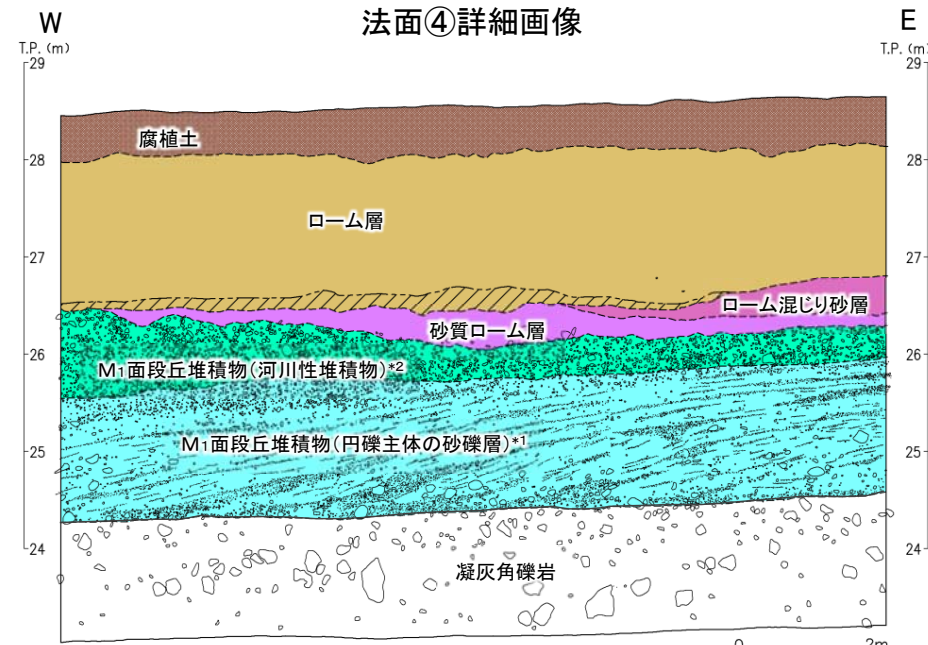 法面④詳細画像
W
E
T.P. (m)
T.P. (m)
29
29
腐植土
28
28
ローム層
27
27
ローム混じり砂層
砂質ローム層
26
26
M₁面段丘堆積物(河川性堆積物)*2
M₁面段丘堆積物(円礫主体の砂礫層)*1
25
25
24
24
凝灰角礫岩
0
2m